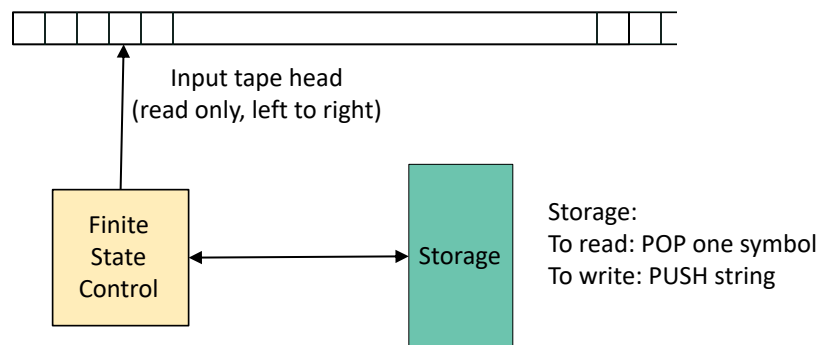 Input tape head
(read only, left to right)
Finite
State
Control
Storage
Storage:
To read: POP one symbol
To write: PUSH string